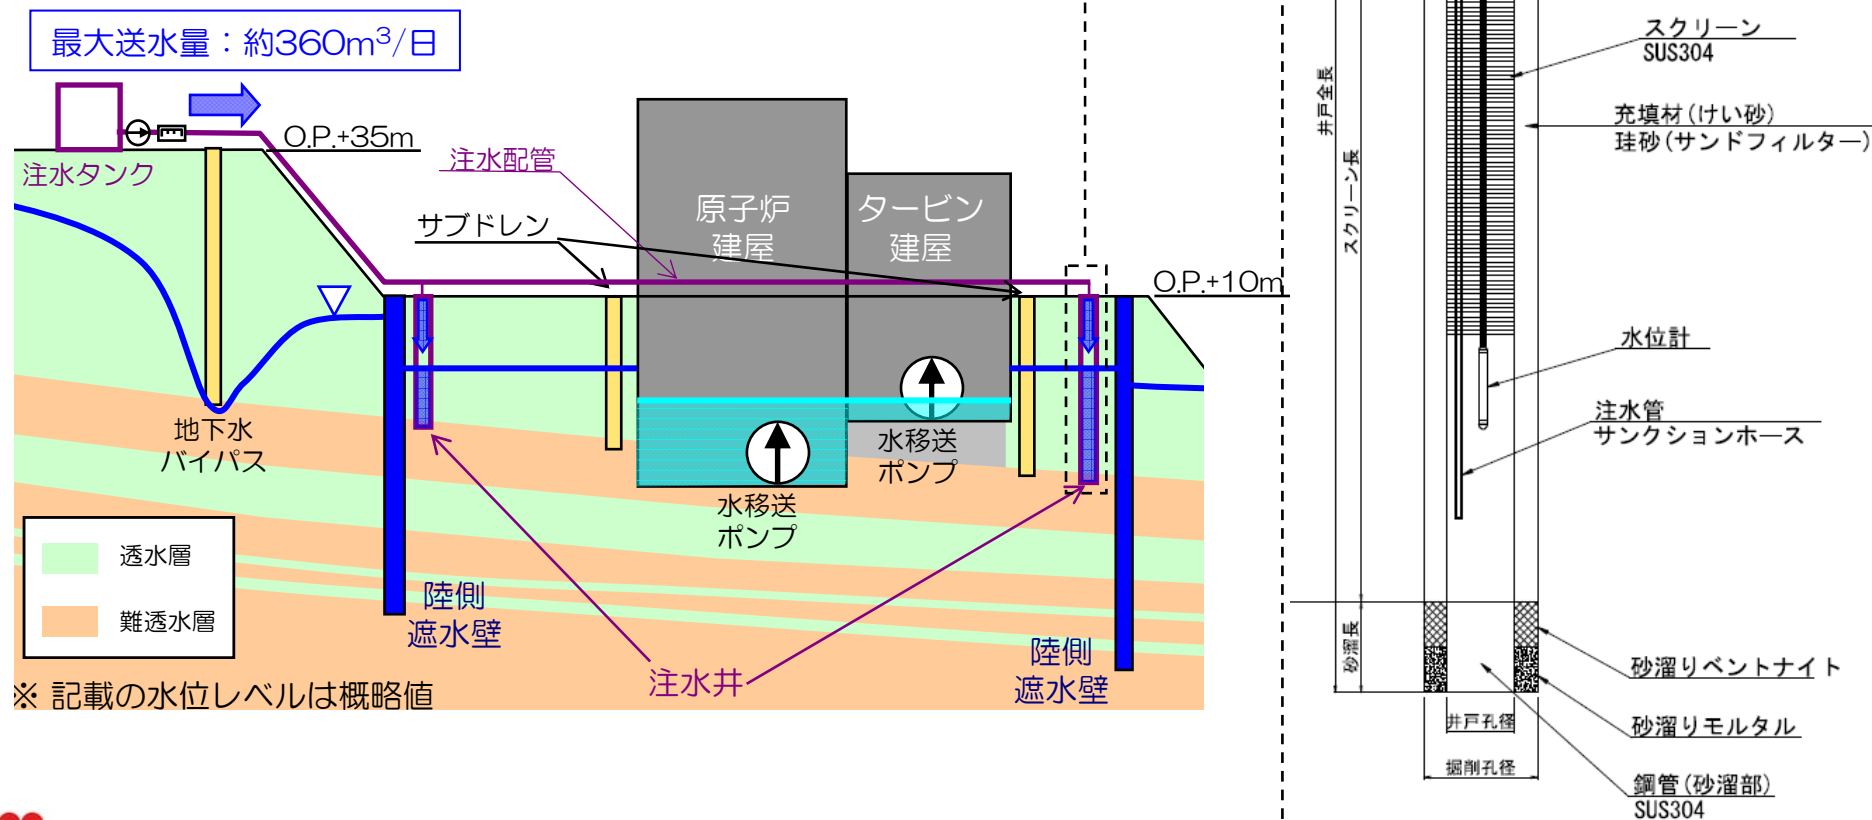 最大送水量：約360m³/日
O.P.+35m
注水タンク
注水配管
サブドレン
原子炉
建屋
タービン
建屋
O.P.+10m
地下水
バイパス
水移送
ポンプ
水移送
ポンプ
透水層
難透水層
陸側
遮水壁
注水井
陸側
遮水壁
※ 記載の水位レベルは概略値
井戸全長
スクリーン長
砂溜長
スクリーン
SUS304
充填材(けい砂)
珪砂(サンドフィルター)
水位計
注水管
サンクションホース
砂溜りベントナイト
砂溜りモルタル
鋼管(砂溜部)
SUS304
井戸孔径
掘削孔径